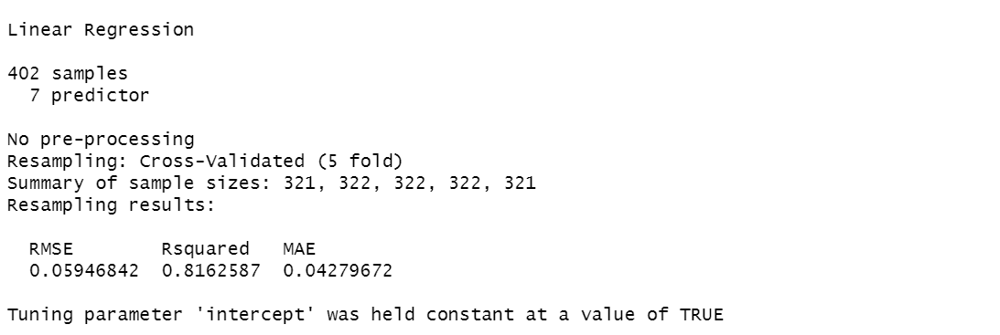 Linear Regression
402 samples
7 predictor
No pre-processing
Resampling: Cross-Validated (5 fold)
Summary of sample sizes: 321, 322, 322, 322, 321
Resampling results:
RMSE Rsquared MAE
0.05946842 0.8162587 0.04279672
Tuning parameter 'intercept' was held constant at a value of TRUE